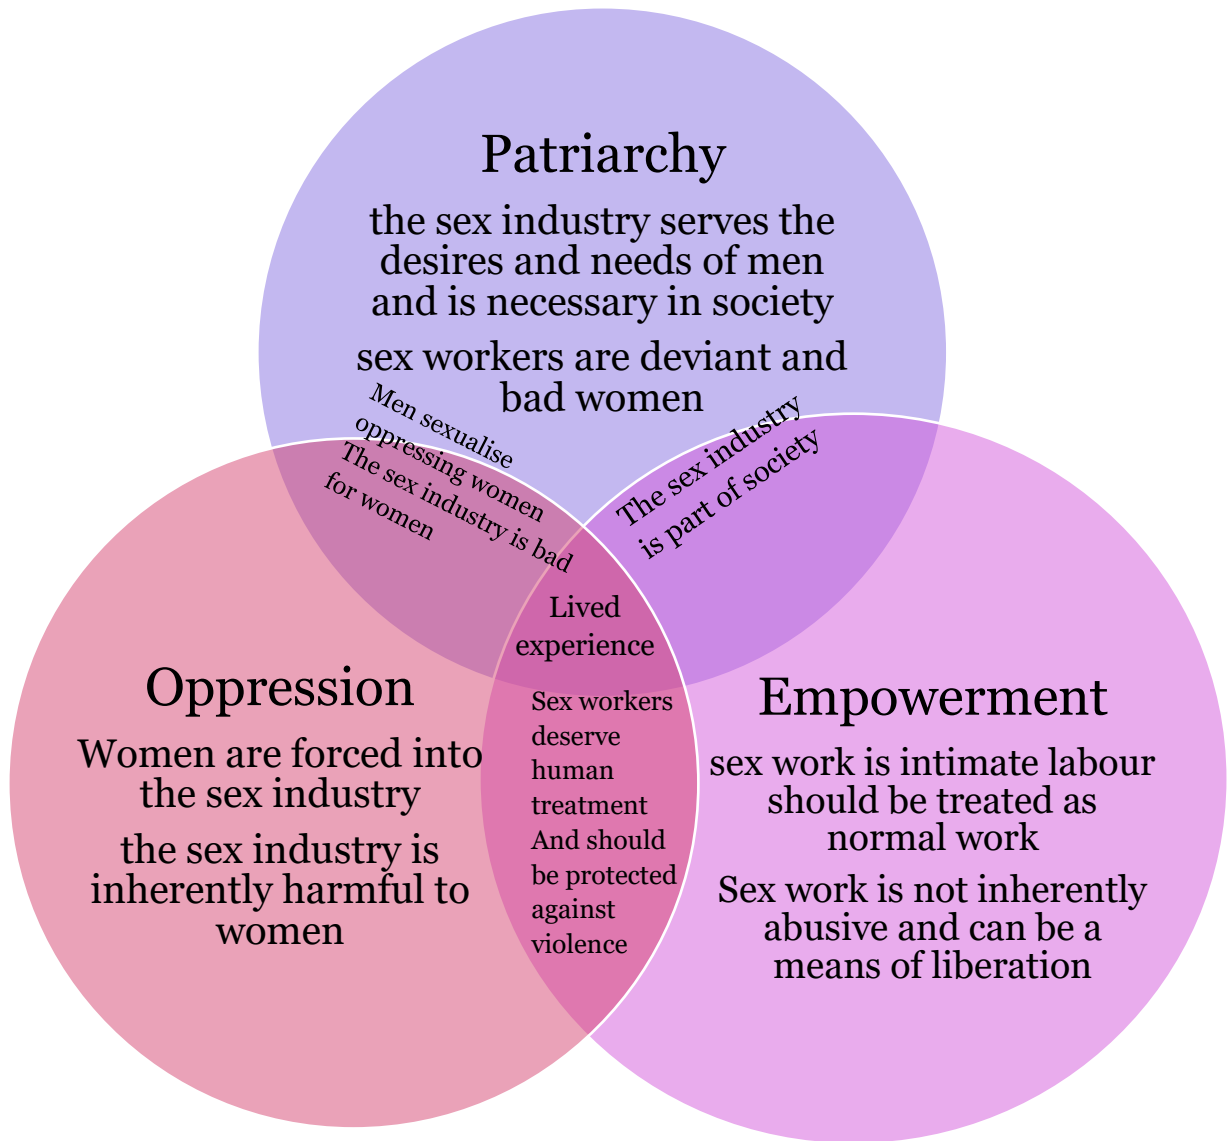 Patriarchy
the sex industry serves the
desires and needs of men
and is necessary in society
sex workers are deviant and
bad women
Men sexualise
oppressing women
The sex industry is bad
for women
The sex industry
is part of society
Lived
experience
Oppression
Women are forced into
the sex industry
the sex industry is
inherently harmful to
women
Sex workers
deserve
human
treatment
And should
be protected
against
violence
Empowerment
sex work is intimate labour
should be treated as
normal work
Sex work is not inherently
abusive and can be a
means of liberation